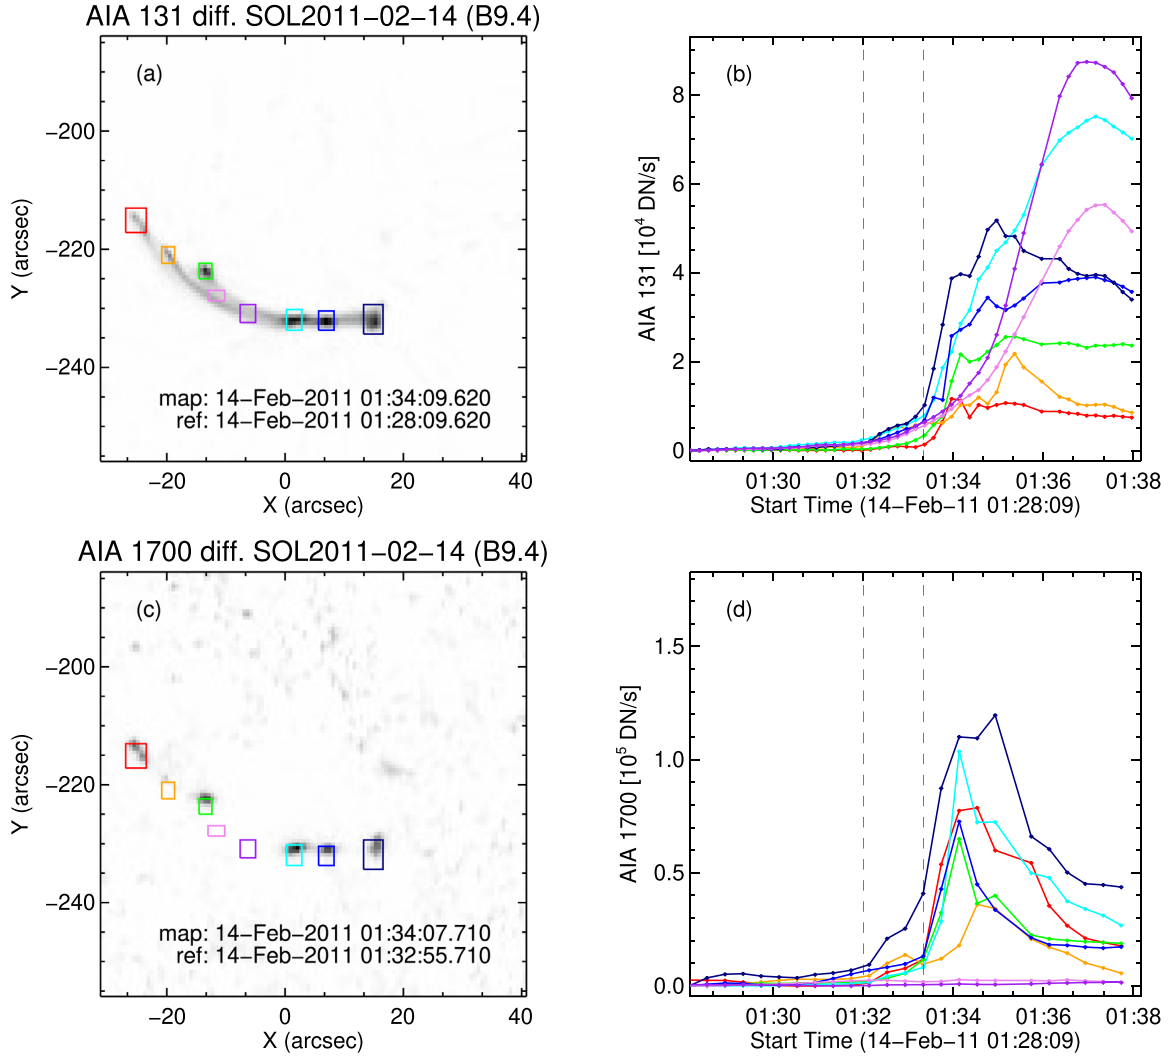 AIA 131 diff. SOL2011−02−14 (B9.4)
(a)
−200
−220
−240
Y (arcsec)
map: 14−Feb−2011 01:34:09.620
ref: 14−Feb−2011 01:28:09.620
−20 0 20 40
X (arcsec)
(b)
8
6
4
2
0
AIA 131 [10⁴ DN/s]
01:30 01:32 01:34 01:36 01:38
Start Time (14−Feb−11 01:28:09)
AIA 1700 diff. SOL2011−02−14 (B9.4)
(c)
−200
−220
−240
Y (arcsec)
map: 14−Feb−2011 01:34:07.710
ref: 14−Feb−2011 01:32:55.710
−20 0 20 40
X (arcsec)
(d)
1.5
1.0
0.5
0.0
AIA 1700 [10⁵ DN/s]
01:30 01:32 01:34 01:36 01:38
Start Time (14−Feb−11 01:28:09)